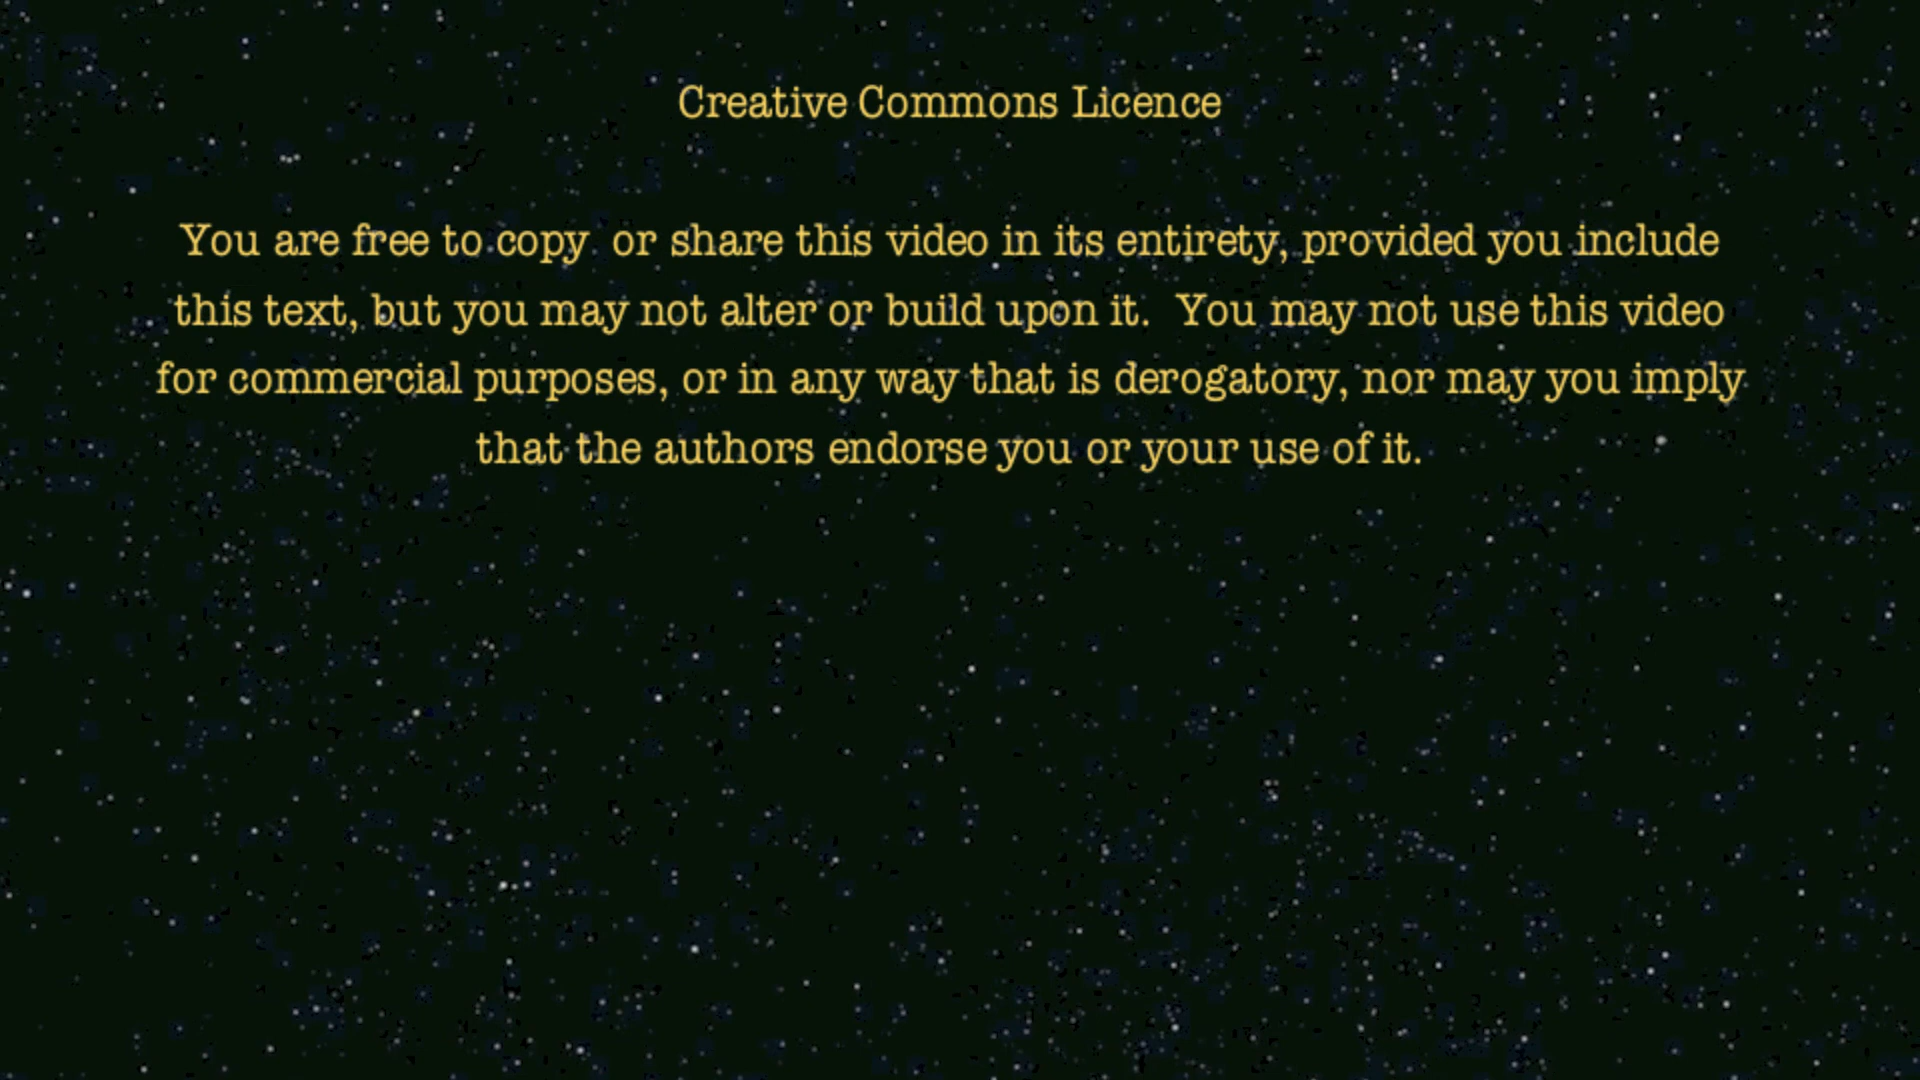 Creative Commons Licence
You are free to copy  or share this video in its entirety, provided you include
this text, but you may not alter or build upon it.  You may not use this video
for commercial purposes, or in any way that is derogatory, nor may you imply
that the authors endorse you or your use of it.